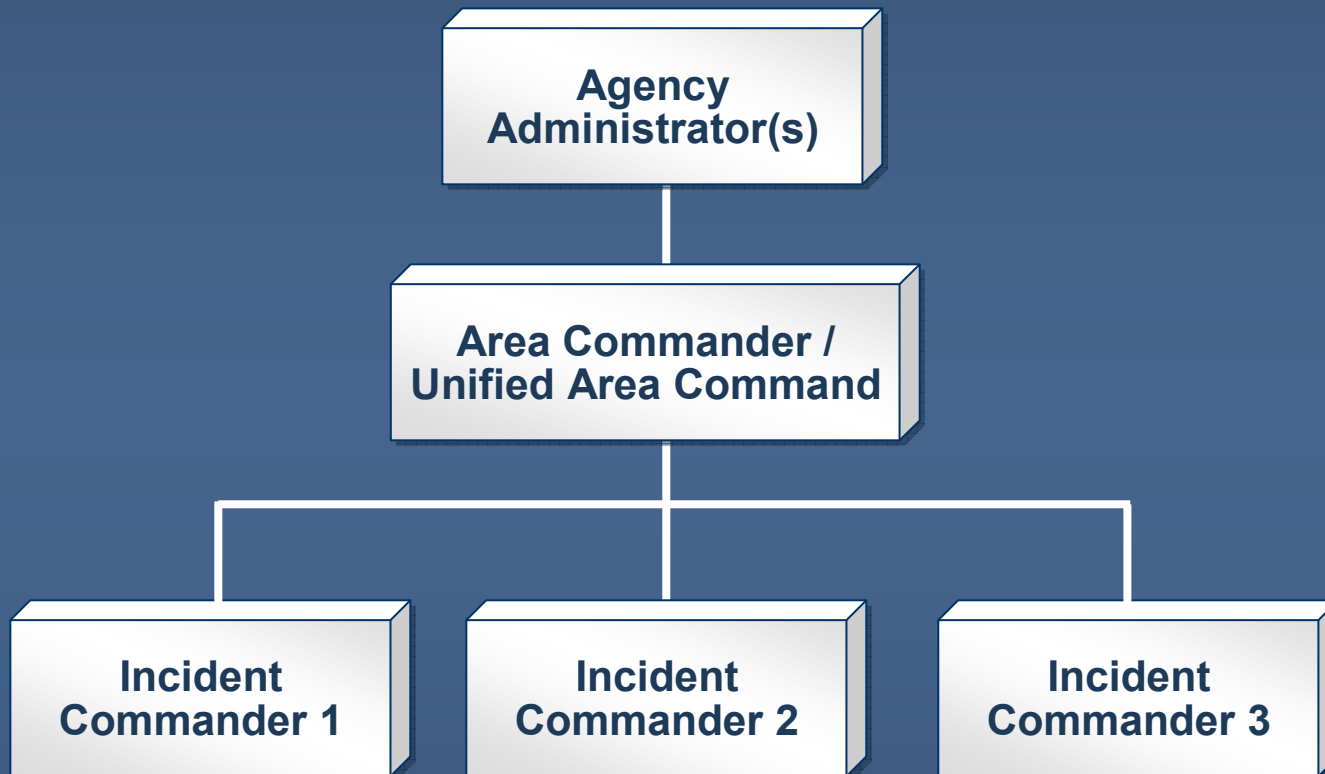 Agency
Administrator(s)
Area Commander /
Unified Area Command
Incident
Commander 1
Incident
Commander 2
Incident
Commander 3